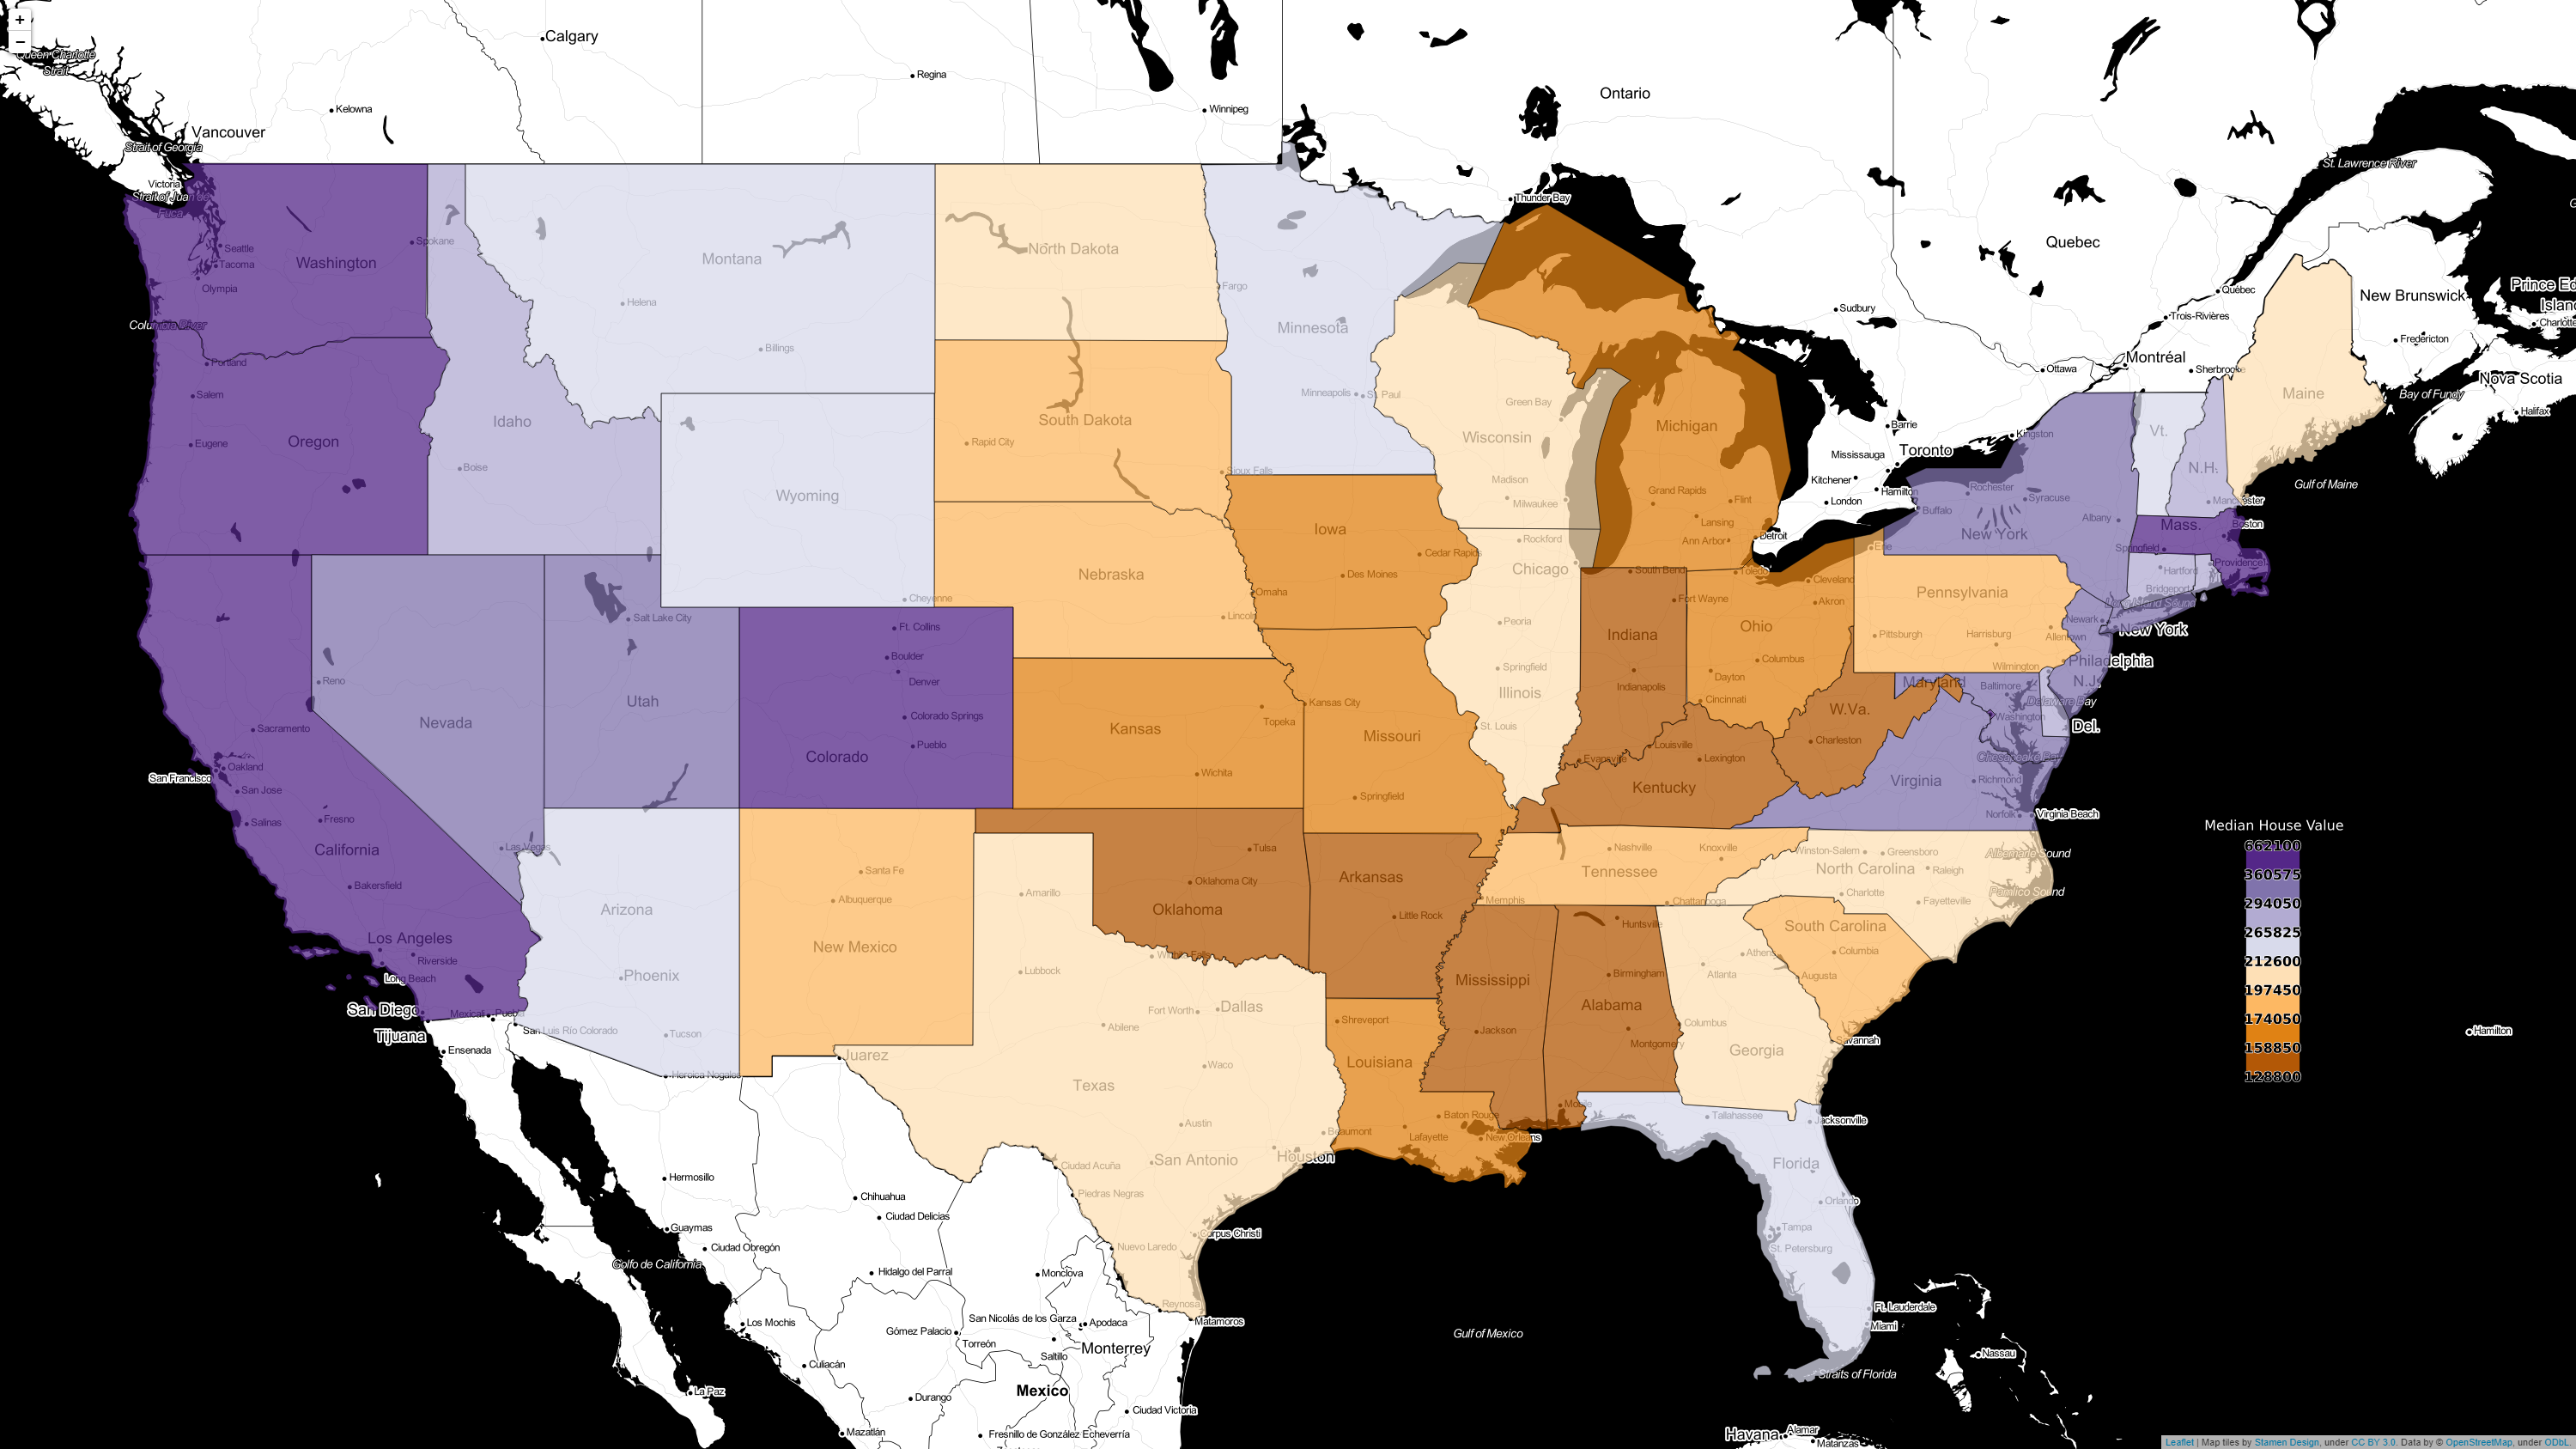 +
−
Queen Charlotte
Strait
Calgary
Regina
Kelowna
Winnipeg
Ontario
Vancouver
Strait of Georgia
Victoria
Strait of Juan de
Fuca
Thunder Bay
St. Lawrence River
Seattle
Tacoma
Olympia
Spokane
Washington
Montana
Helena
Billings
North Dakota
Fargo
Minnesota
Minneapolis
St. Paul
Quebec
Québec
Trois-Rivières
New Brunswick
Fredericton
Prince Ed
Islan
Charlotte
Sudbury
Montréal
Sherbrooke
Ottawa
Nova Scotia
Halifax
Bay of Fundy
Maine
Gulf of Maine
Columbia River
Portland
Salem
Eugene
Oregon
Idaho
Boise
Wyoming
Cheyenne
South Dakota
Rapid City
Sioux Falls
Green Bay
Wisconsin
Madison
Milwaukee
Michigan
Grand Rapids
Flint
Lansing
Ann Arbor
Detroit
Barrie
Toronto
Mississauga
Kitchener
Hamilton
London
Kingston
Rochester
Syracuse
Buffalo
Albany
New York
Vt.
N.H.
Manchester
Mass.
Boston
Springfield
Providence
Hartford
Bridgeport
Long Island Sound
Newark
New York
Iowa
Cedar Rapids
Des Moines
Nebraska
Omaha
Lincoln
Rockford
Chicago
Peoria
Springfield
Illinois
South Bend
Fort Wayne
Indiana
Indianapolis
Evansville
Toledo
Cleveland
Akron
Ohio
Columbus
Dayton
Cincinnati
Erie
Pennsylvania
Pittsburgh
Harrisburg
Allentown
Philadelphia
Wilmington
N.J.
Maryland
Baltimore
Delaware Bay
Washington
Del.
Chesapeake Bay
W.Va.
Charleston
Virginia
Richmond
Norfolk
Virginia Beach
Reno
Nevada
Las Vegas
Salt Lake City
Utah
Ft. Collins
Boulder
Denver
Colorado Springs
Pueblo
Colorado
Kansas
Topeka
Wichita
Kansas City
Missouri
St. Louis
Springfield
Louisville
Lexington
Kentucky
Sacramento
San Francisco
Oakland
San Jose
Salinas
Fresno
California
Bakersfield
Los Angeles
Riverside
Long Beach
San Diego
Tijuana
Mexicali
Ensenada
San Luis Río Colorado
Arizona
Phoenix
Tucson
Heroica Nogales
Santa Fe
Albuquerque
New Mexico
Juarez
Tulsa
Oklahoma City
Oklahoma
Amarillo
Lubbock
Wichita Falls
Fort Worth
Dallas
Abilene
Waco
Texas
Austin
San Antonio
Houston
Beaumont
Ciudad Acuña
Piedras Negras
Corpus Christi
Nuevo Laredo
Reynosa
Matamoros
Arkansas
Little Rock
Memphis
Nashville
Knoxville
Tennessee
Chattanooga
Winston-Salem
Greensboro
North Carolina
Raleigh
Charlotte
Fayetteville
Albemarle Sound
Pamlico Sound
South Carolina
Columbia
Huntsville
Birmingham
Alabama
Montgomery
Mobile
Mississippi
Jackson
Athens
Atlanta
Augusta
Columbus
Georgia
Savannah
Shreveport
Louisiana
Baton Rouge
Lafayette
New Orleans
Tallahassee
Jacksonville
Florida
Orlando
Tampa
St. Petersburg
Ft. Lauderdale
Miami
Straits of Florida
Nassau
Havana
Alamar
Matanzas
Hamilton
Gulf of Mexico
Hermosillo
Guaymas
Ciudad Obregón
Golfo de California
Chihuahua
Ciudad Delicias
Hidalgo del Parral
Monclova
San Nicolás de los Garza
Apodaca
Gómez Palacio
Torreón
Saltillo
Monterrey
Los Mochis
Culiacán
La Paz
Durango
Mexico
Ciudad Victoria
Mazatlán
Fresnillo de González Echeverría
Median House Value
662100
360575
294050
265825
212600
197450
174050
158850
128800
Leaflet | Map tiles by Stamen Design, under CC BY 3.0. Data by © OpenStreetMap, under ODbL.